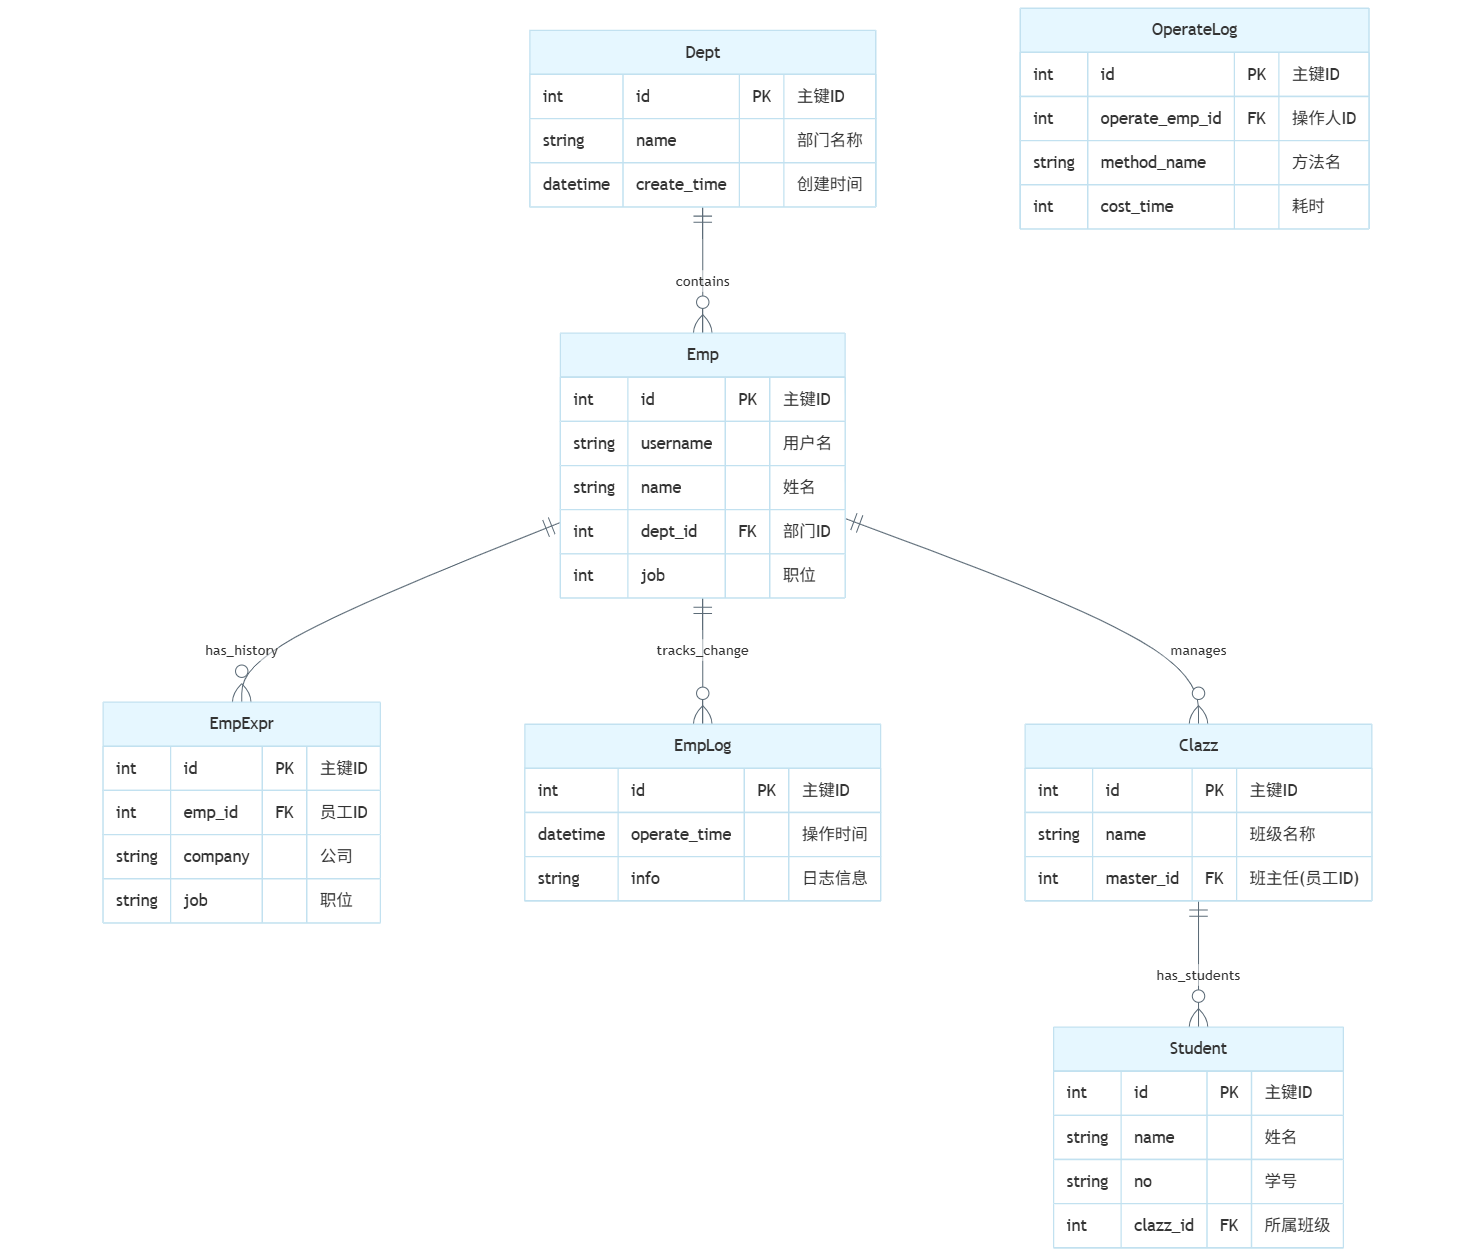 Dept
int id PK 主键ID
string name 部门名称
datetime create_time 创建时间
OperateLog
int id PK 主键ID
int operate_emp_id FK 操作人ID
string method_name 方法名
int cost_time 耗时
contains
Emp
int id PK 主键ID
string username 用户名
string name 姓名
int dept_id FK 部门ID
int job 职位
has_history
tracks_change
manages
EmpExpr
int id PK 主键ID
int emp_id FK 员工ID
string company 公司
string job 职位
EmpLog
int id PK 主键ID
datetime operate_time 操作时间
string info 日志信息
Clazz
int id PK 主键ID
string name 班级名称
int master_id FK 班主任(员工ID)
has_students
Student
int id PK 主键ID
string name 姓名
string no 学号
int clazz_id FK 所属班级